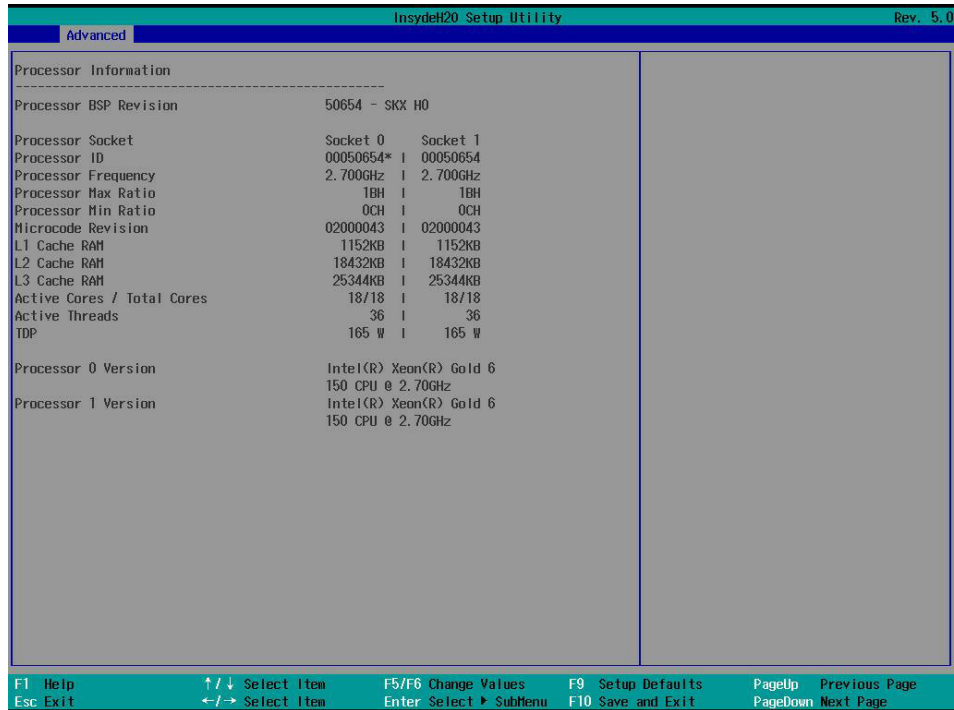 InsydeH20 Setup Utility Rev. 5.0
Advanced
Processor Information
--------------------------------------------------
Processor BSP Revision 50654 - SKX H0
Processor Socket Socket 0 Socket 1
Processor ID 00050654* | 00050654
Processor Frequency 2.700GHz | 2.700GHz
Processor Max Ratio 1BH | 1BH
Processor Min Ratio 0CH | 0CH
Microcode Revision 02000043 | 02000043
L1 Cache RAM 1152KB | 1152KB
L2 Cache RAM 18432KB | 18432KB
L3 Cache RAM 25344KB | 25344KB
Active Cores / Total Cores 18/18 | 18/18
Active Threads 36 | 36
TDP 165 W | 165 W
Processor 0 Version Intel(R) Xeon(R) Gold 6
150 CPU @ 2.70GHz
Processor 1 Version Intel(R) Xeon(R) Gold 6
150 CPU @ 2.70GHz
F1 Help ↑/↓ Select Item F5/F6 Change Values F9 Setup Defaults PageUp Previous Page
Esc Exit ←/→ Select Item Enter Select ▶ SubMenu F10 Save and Exit PageDown Next Page